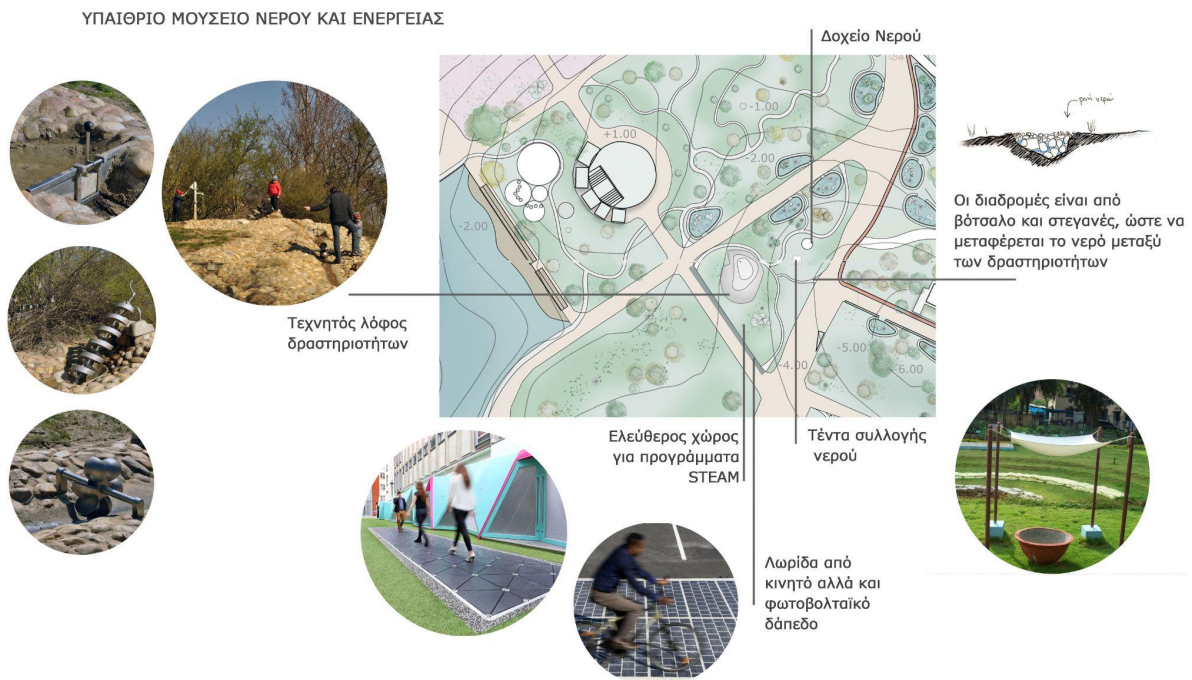 ΥΠΑΙΘΡΙΟ ΜΟΥΣΕΙΟ ΝΕΡΟΥ ΚΑΙ ΕΝΕΡΓΕΙΑΣ
Δοχείο Νερού
ροή νερού
Οι διαδρομές είναι από
βότσαλο και στεγανές, ώστε να
μεταφέρεται το νερό μεταξύ
των δραστηριοτήτων
+1.00
-1.00
-2.00
-2.00
-4.00
-5.00
-6.00
Τεχνητός λόφος
δραστηριοτήτων
Ελεύθερος χώρος
για προγράμματα
STEAM
Τέντα συλλογής
νερού
Λωρίδα από
κινητό αλλά και
φωτοβολταϊκό
δάπεδο